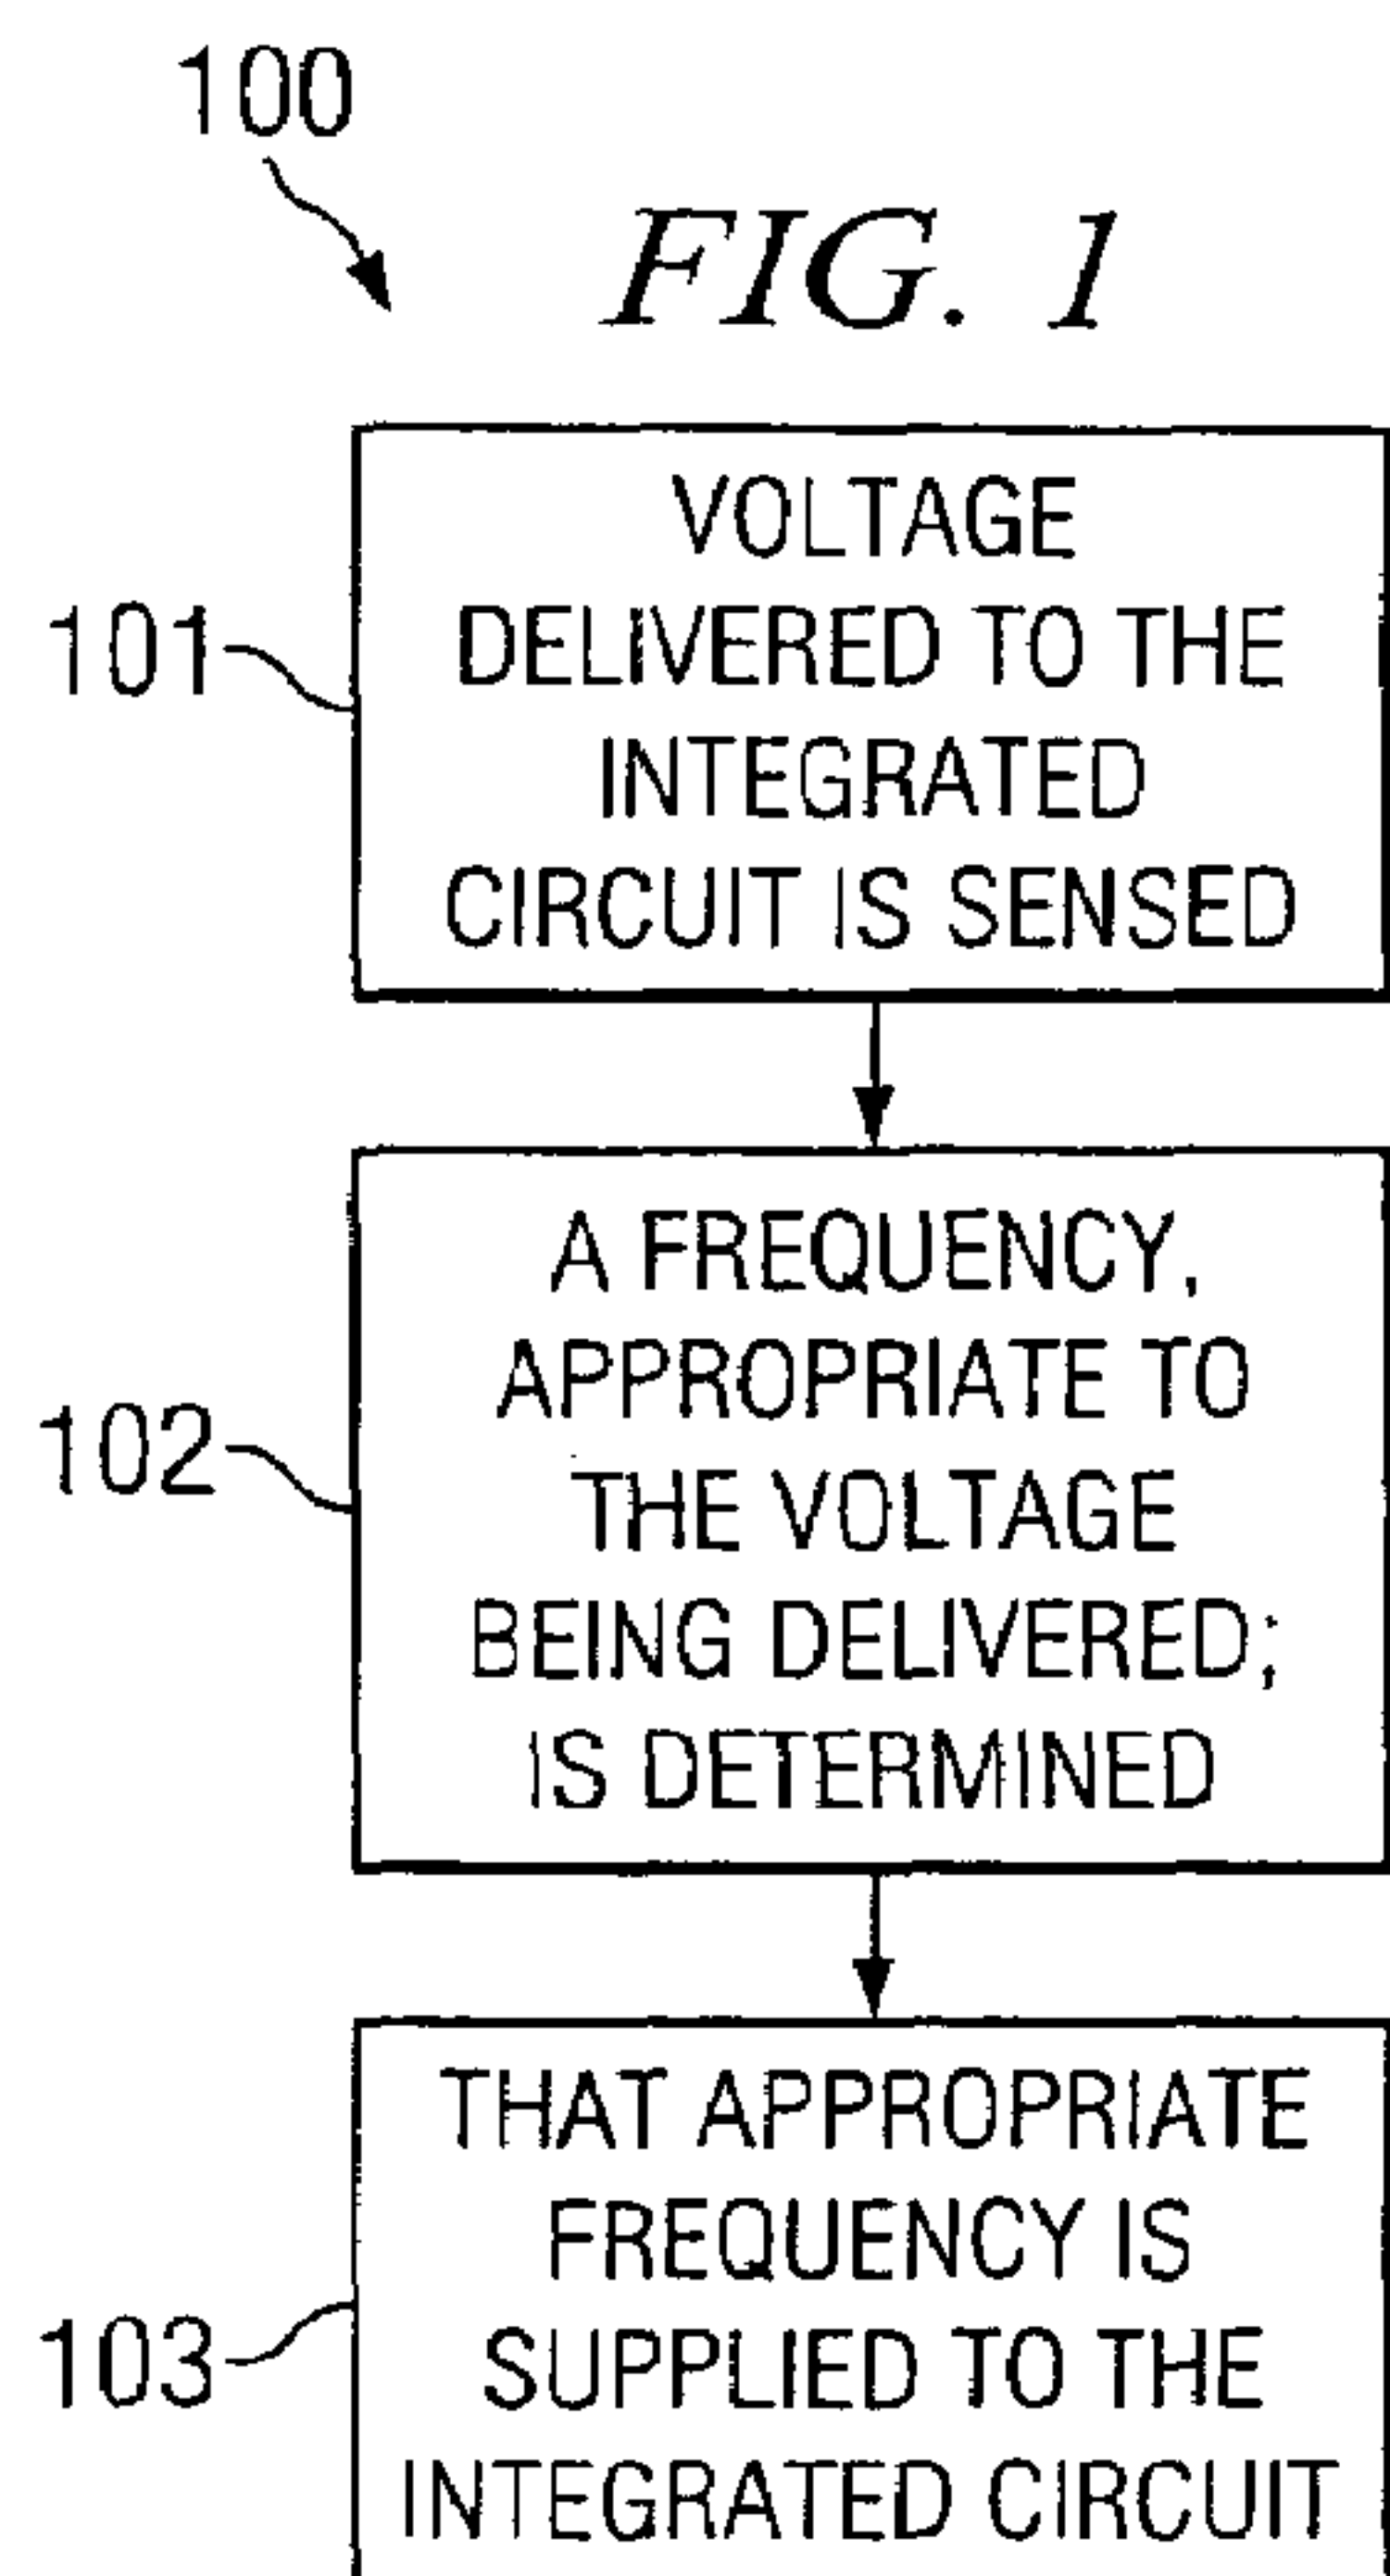 100
FIG. 1
VOLTAGE
DELIVERED TO THE
101
INTEGRATED
CIRCUIT IS SENSED
A FREQUENCY,
APPROPRIATE TO
102
THE VOLTAGE
BEING DELIVERED;
IS DETERMINED
THAT APPROPRIATE
FREQUENCY IS
103
SUPPLIED TO THE
INTEGRATED CIRCUIT